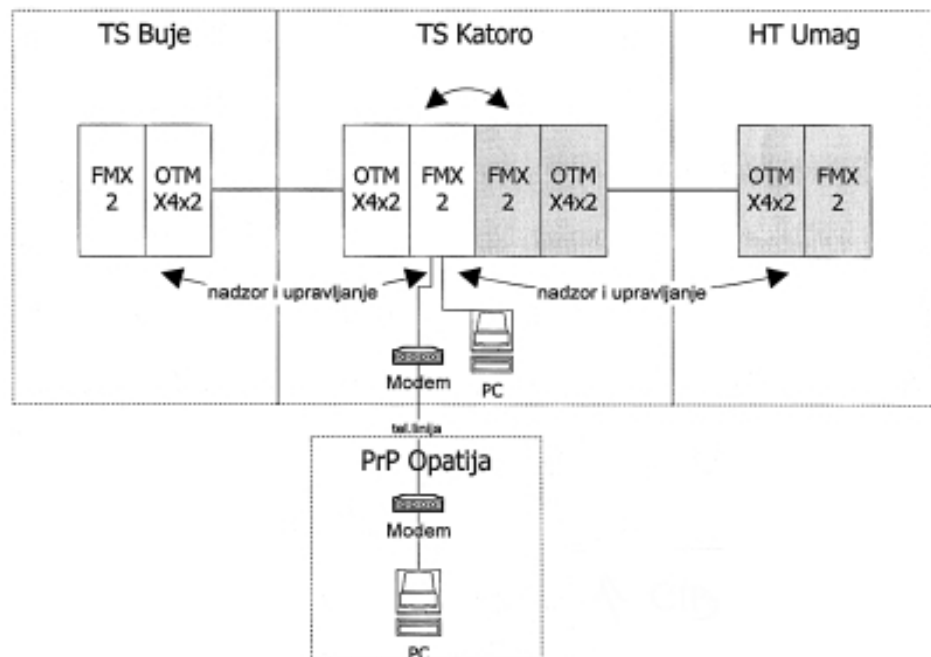 TS Buje
TS Katoro
HT Umag
FMX 2
OTM X4x2
OTM X4x2
FMX 2
FMX 2
OTM X4x2
OTM X4x2
FMX 2
nadzor i upravljanje
nadzor i upravljanje
Modem
PC
tel.linija
PrP Opatija
Modem
PC